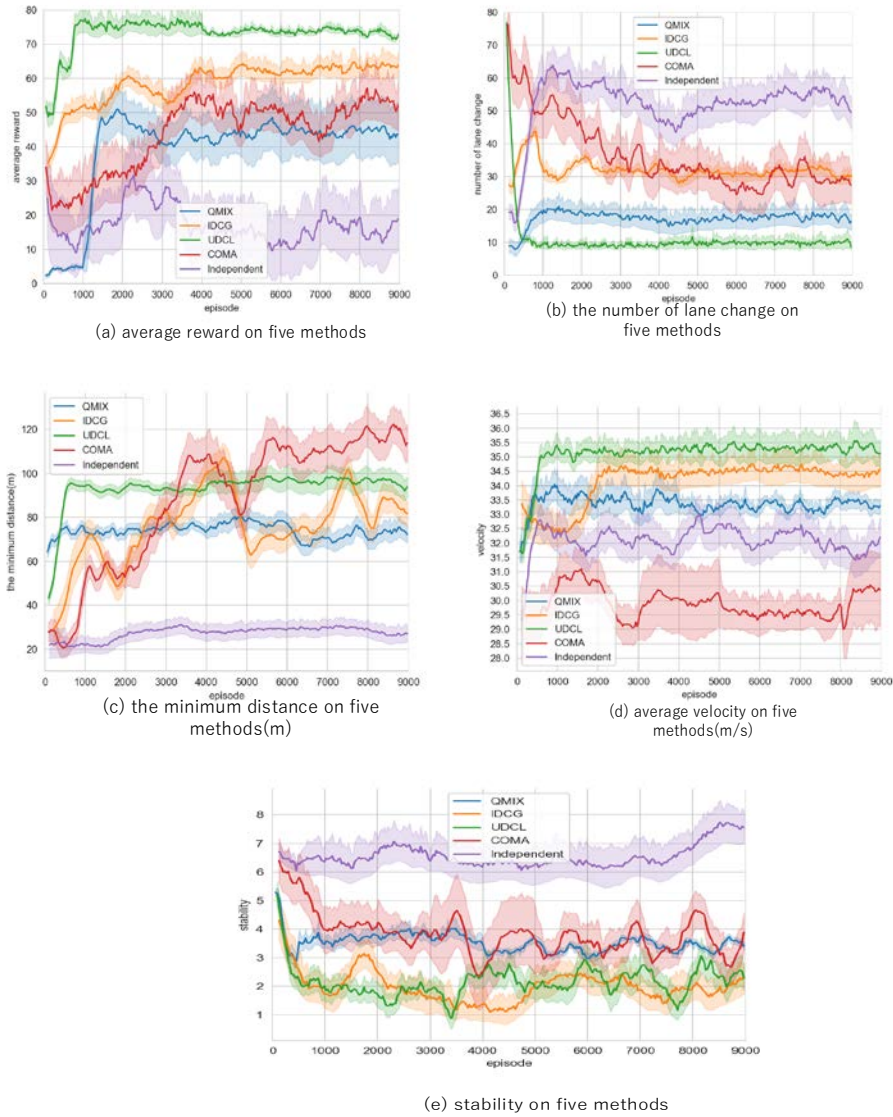 80
70
60
50
40
30
20
10
0
average reward
QMIX
IDCG
UDCL
COMA
Independent
0 1000 2000 3000 4000 5000 6000 7000 8000 9000
episode
(a) average reward on five methods
80
70
60
50
40
30
20
10
0
number of lane change
QMIX
IDCG
UDCL
COMA
Independent
0 1000 2000 3000 4000 5000 6000 7000 8000 9000
episode
(b) the number of lane change on
five methods
120
100
80
60
40
20
the minimum distance(m)
QMIX
IDCG
UDCL
COMA
Independent
0 1000 2000 3000 4000 5000 6000 7000 8000 9000
episode
(c) the minimum distance on five
methods(m)
36.5
36.0
35.5
35.0
34.5
34.0
33.5
33.0
32.5
32.0
31.5
31.0
30.5
30.0
29.5
29.0
28.5
28.0
velocity
QMIX
IDCG
UDCL
COMA
Independent
0 1000 2000 3000 4000 5000 6000 7000 8000 9000
episode
(d) average velocity on five
methods(m/s)
8
7
6
5
4
3
2
1
stability
QMIX
IDCG
UDCL
COMA
Independent
0 1000 2000 3000 4000 5000 6000 7000 8000 9000
episode
(e) stability on five methods